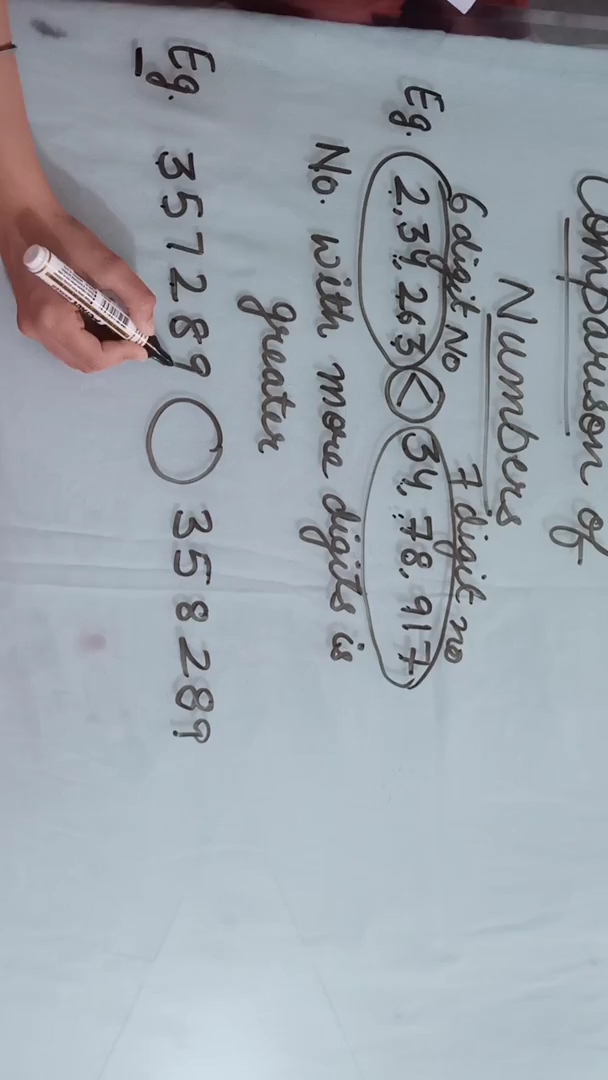 Comparison of
Numbers
6 digit No 7 digit no
Eg. 2,34,263 < 34,78,917
No. with more digits is
greater
Eg. 357289 358289